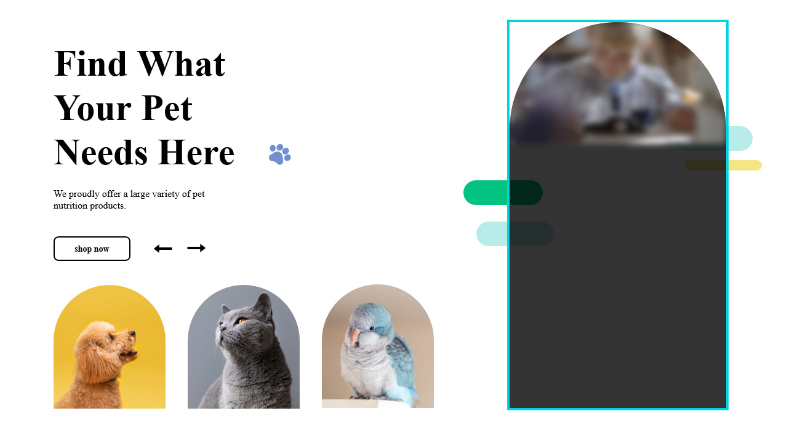 Find What
Your Pet
Needs Here
We proudly offer a large variety of pet
nutrition products.
shop now